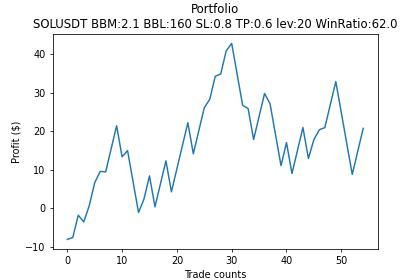 Portfolio
SOLUSDT BBM:2.1 BBL:160 SL:0.8 TP:0.6 lev:20 WinRatio:62.0
40
30
20
10
0
−10
Profit ($)
0 10 20 30 40 50
Trade counts